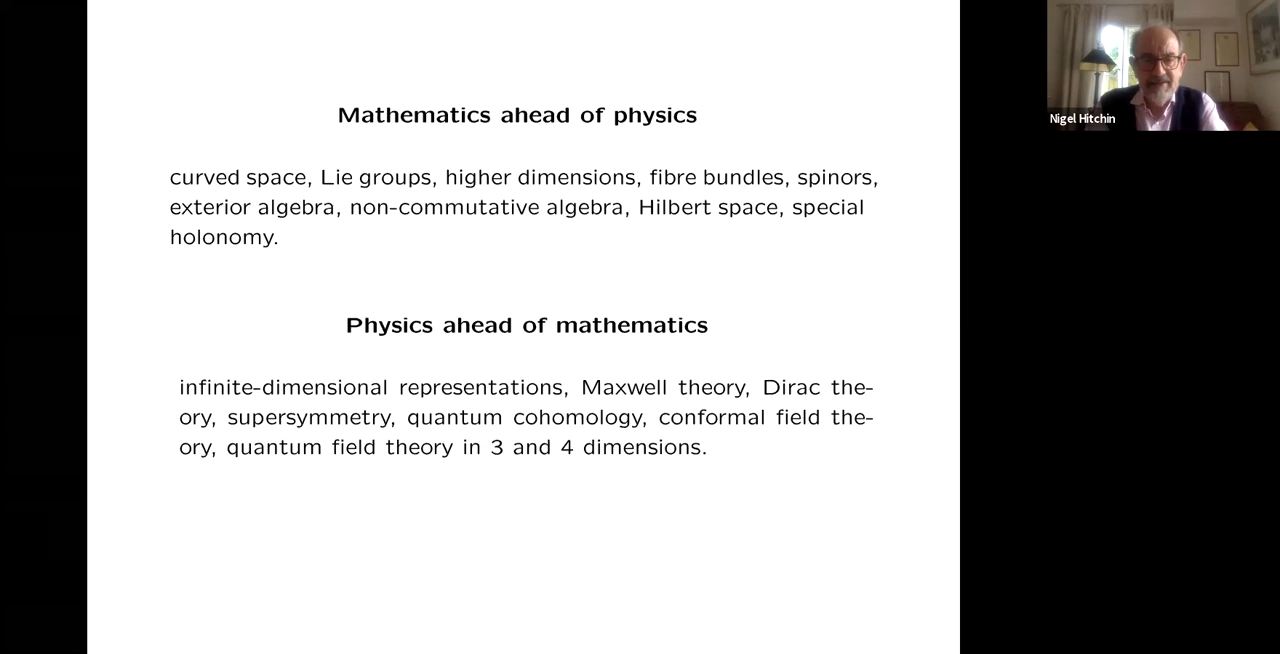 Mathematics ahead of physics
curved space, Lie groups, higher dimensions, fibre bundles, spinors,
exterior algebra, non-commutative algebra, Hilbert space, special
holonomy.
Physics ahead of mathematics
infinite-dimensional representations, Maxwell theory, Dirac the-
ory, supersymmetry, quantum cohomology, conformal field the-
ory, quantum field theory in 3 and 4 dimensions.
Nigel Hitchin